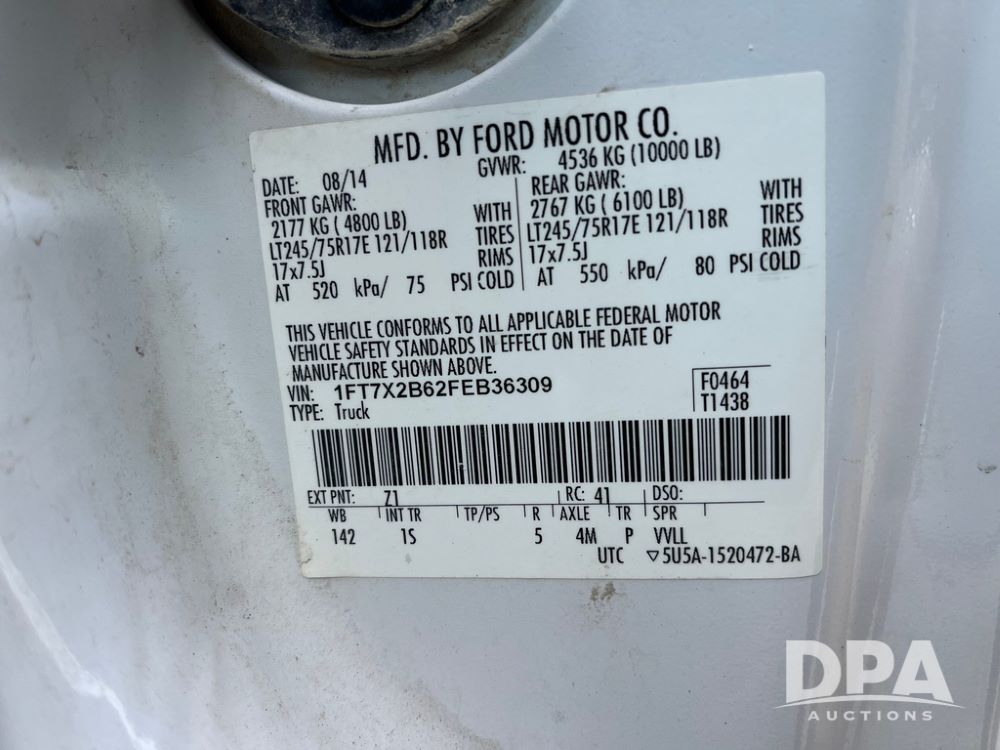 MFD. BY FORD MOTOR CO.
DATE: 08/14 GVWR: 4536 KG (10000 LB)
FRONT GAWR: REAR GAWR:
2177 KG ( 4800 LB) WITH 2767 KG ( 6100 LB) WITH
LT245/75R17E 121/118R TIRES LT245/75R17E 121/118R TIRES
17x7.5J RIMS 17x7.5J RIMS
AT 520 kPa/ 75 PSI COLD AT 550 kPa/ 80 PSI COLD
THIS VEHICLE CONFORMS TO ALL APPLICABLE FEDERAL MOTOR
VEHICLE SAFETY STANDARDS IN EFFECT ON THE DATE OF
MANUFACTURE SHOWN ABOVE.
VIN: 1FT7X2B62FEB36309 F0464
TYPE: Truck T1438
EXT PNT: Z1 RC: 41 DSO:
WB INT TR TP/PS R AXLE TR SPR
142 1S 5 4M P VVLL
UTC ▽5U5A-1520472-BA
DPA
AUCTIONS